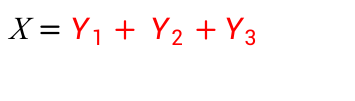 X = Y₁ + Y₂ + Y₃